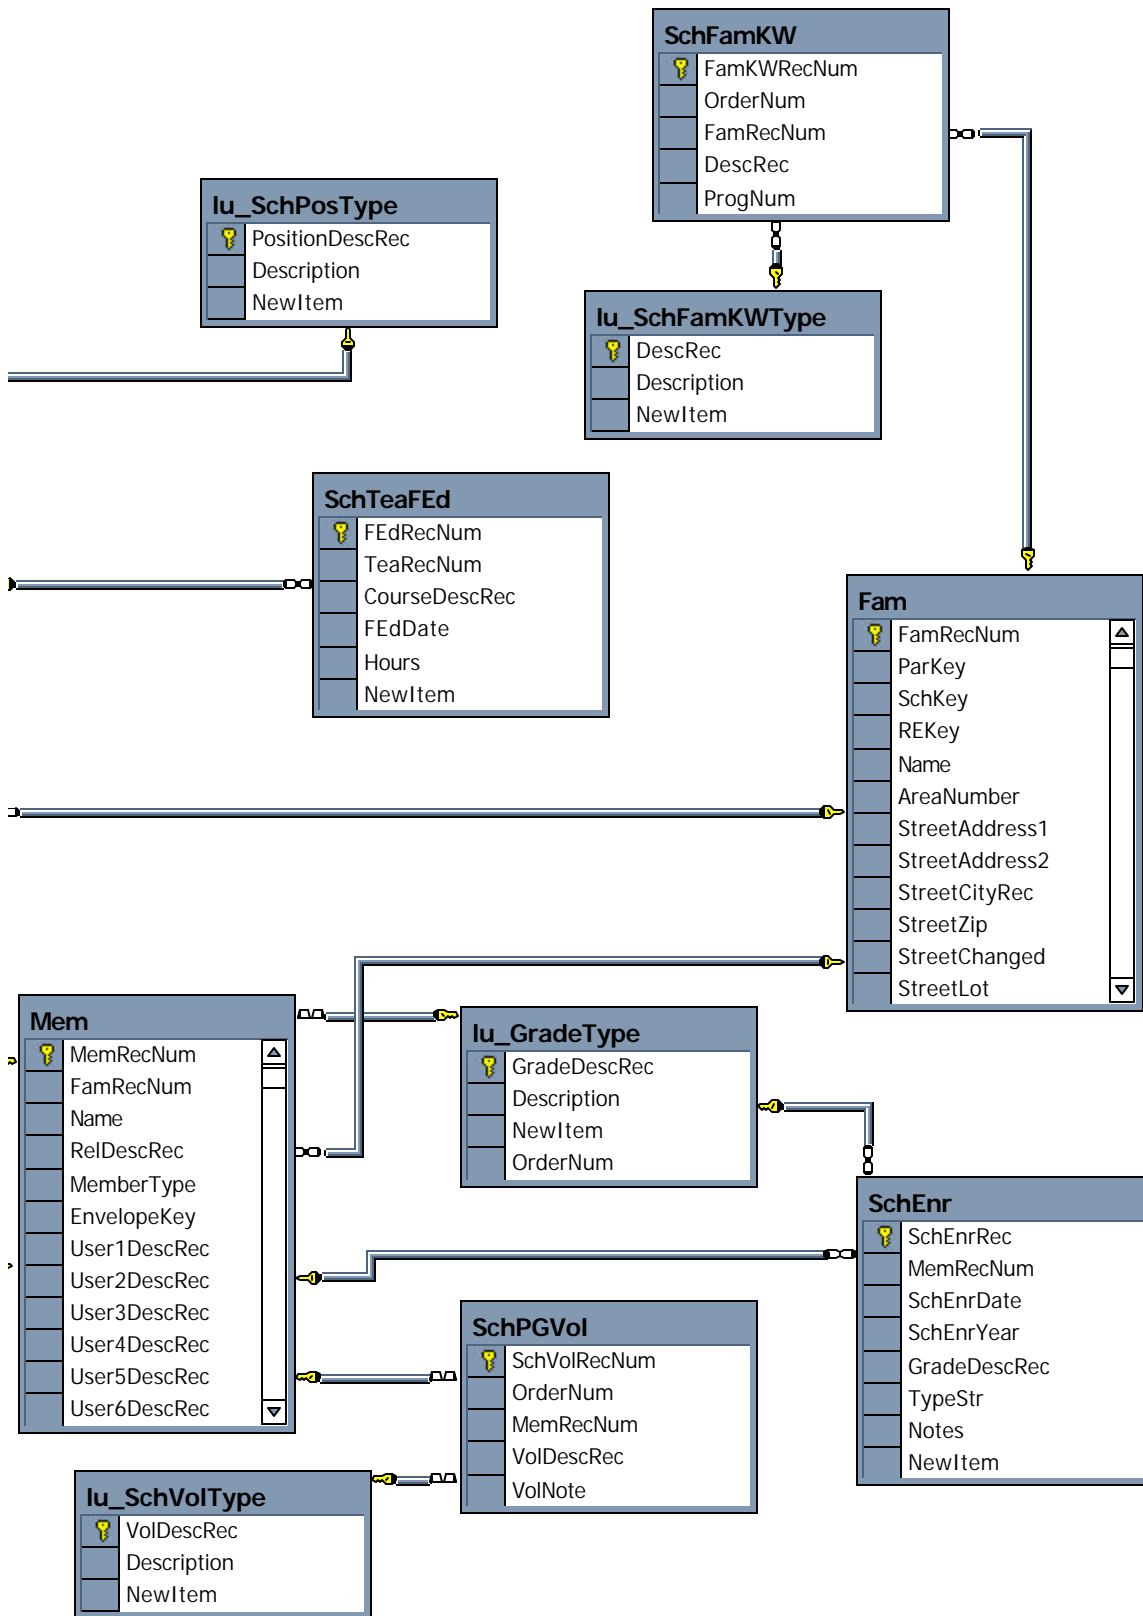 SchFamKW
FamKWRecNum
OrderNum
FamRecNum
DescRec
ProgNum
lu_SchPosType
PositionDescRec
Description
NewItem
lu_SchFamKWType
DescRec
Description
NewItem
SchTeaFEd
FEdRecNum
TeaRecNum
CourseDescRec
FEdDate
Hours
NewItem
Fam
FamRecNum
ParKey
SchKey
REKey
Name
AreaNumber
StreetAddress1
StreetAddress2
StreetCityRec
StreetZip
StreetChanged
StreetLot
Mem
MemRecNum
FamRecNum
Name
RelDescRec
MemberType
EnvelopeKey
User1DescRec
User2DescRec
User3DescRec
User4DescRec
User5DescRec
User6DescRec
lu_GradeType
GradeDescRec
Description
NewItem
OrderNum
SchEnr
SchEnrRec
MemRecNum
SchEnrDate
SchEnrYear
GradeDescRec
TypeStr
Notes
NewItem
SchPGVol
SchVolRecNum
OrderNum
MemRecNum
VolDescRec
VolNote
lu_SchVolType
VolDescRec
Description
NewItem